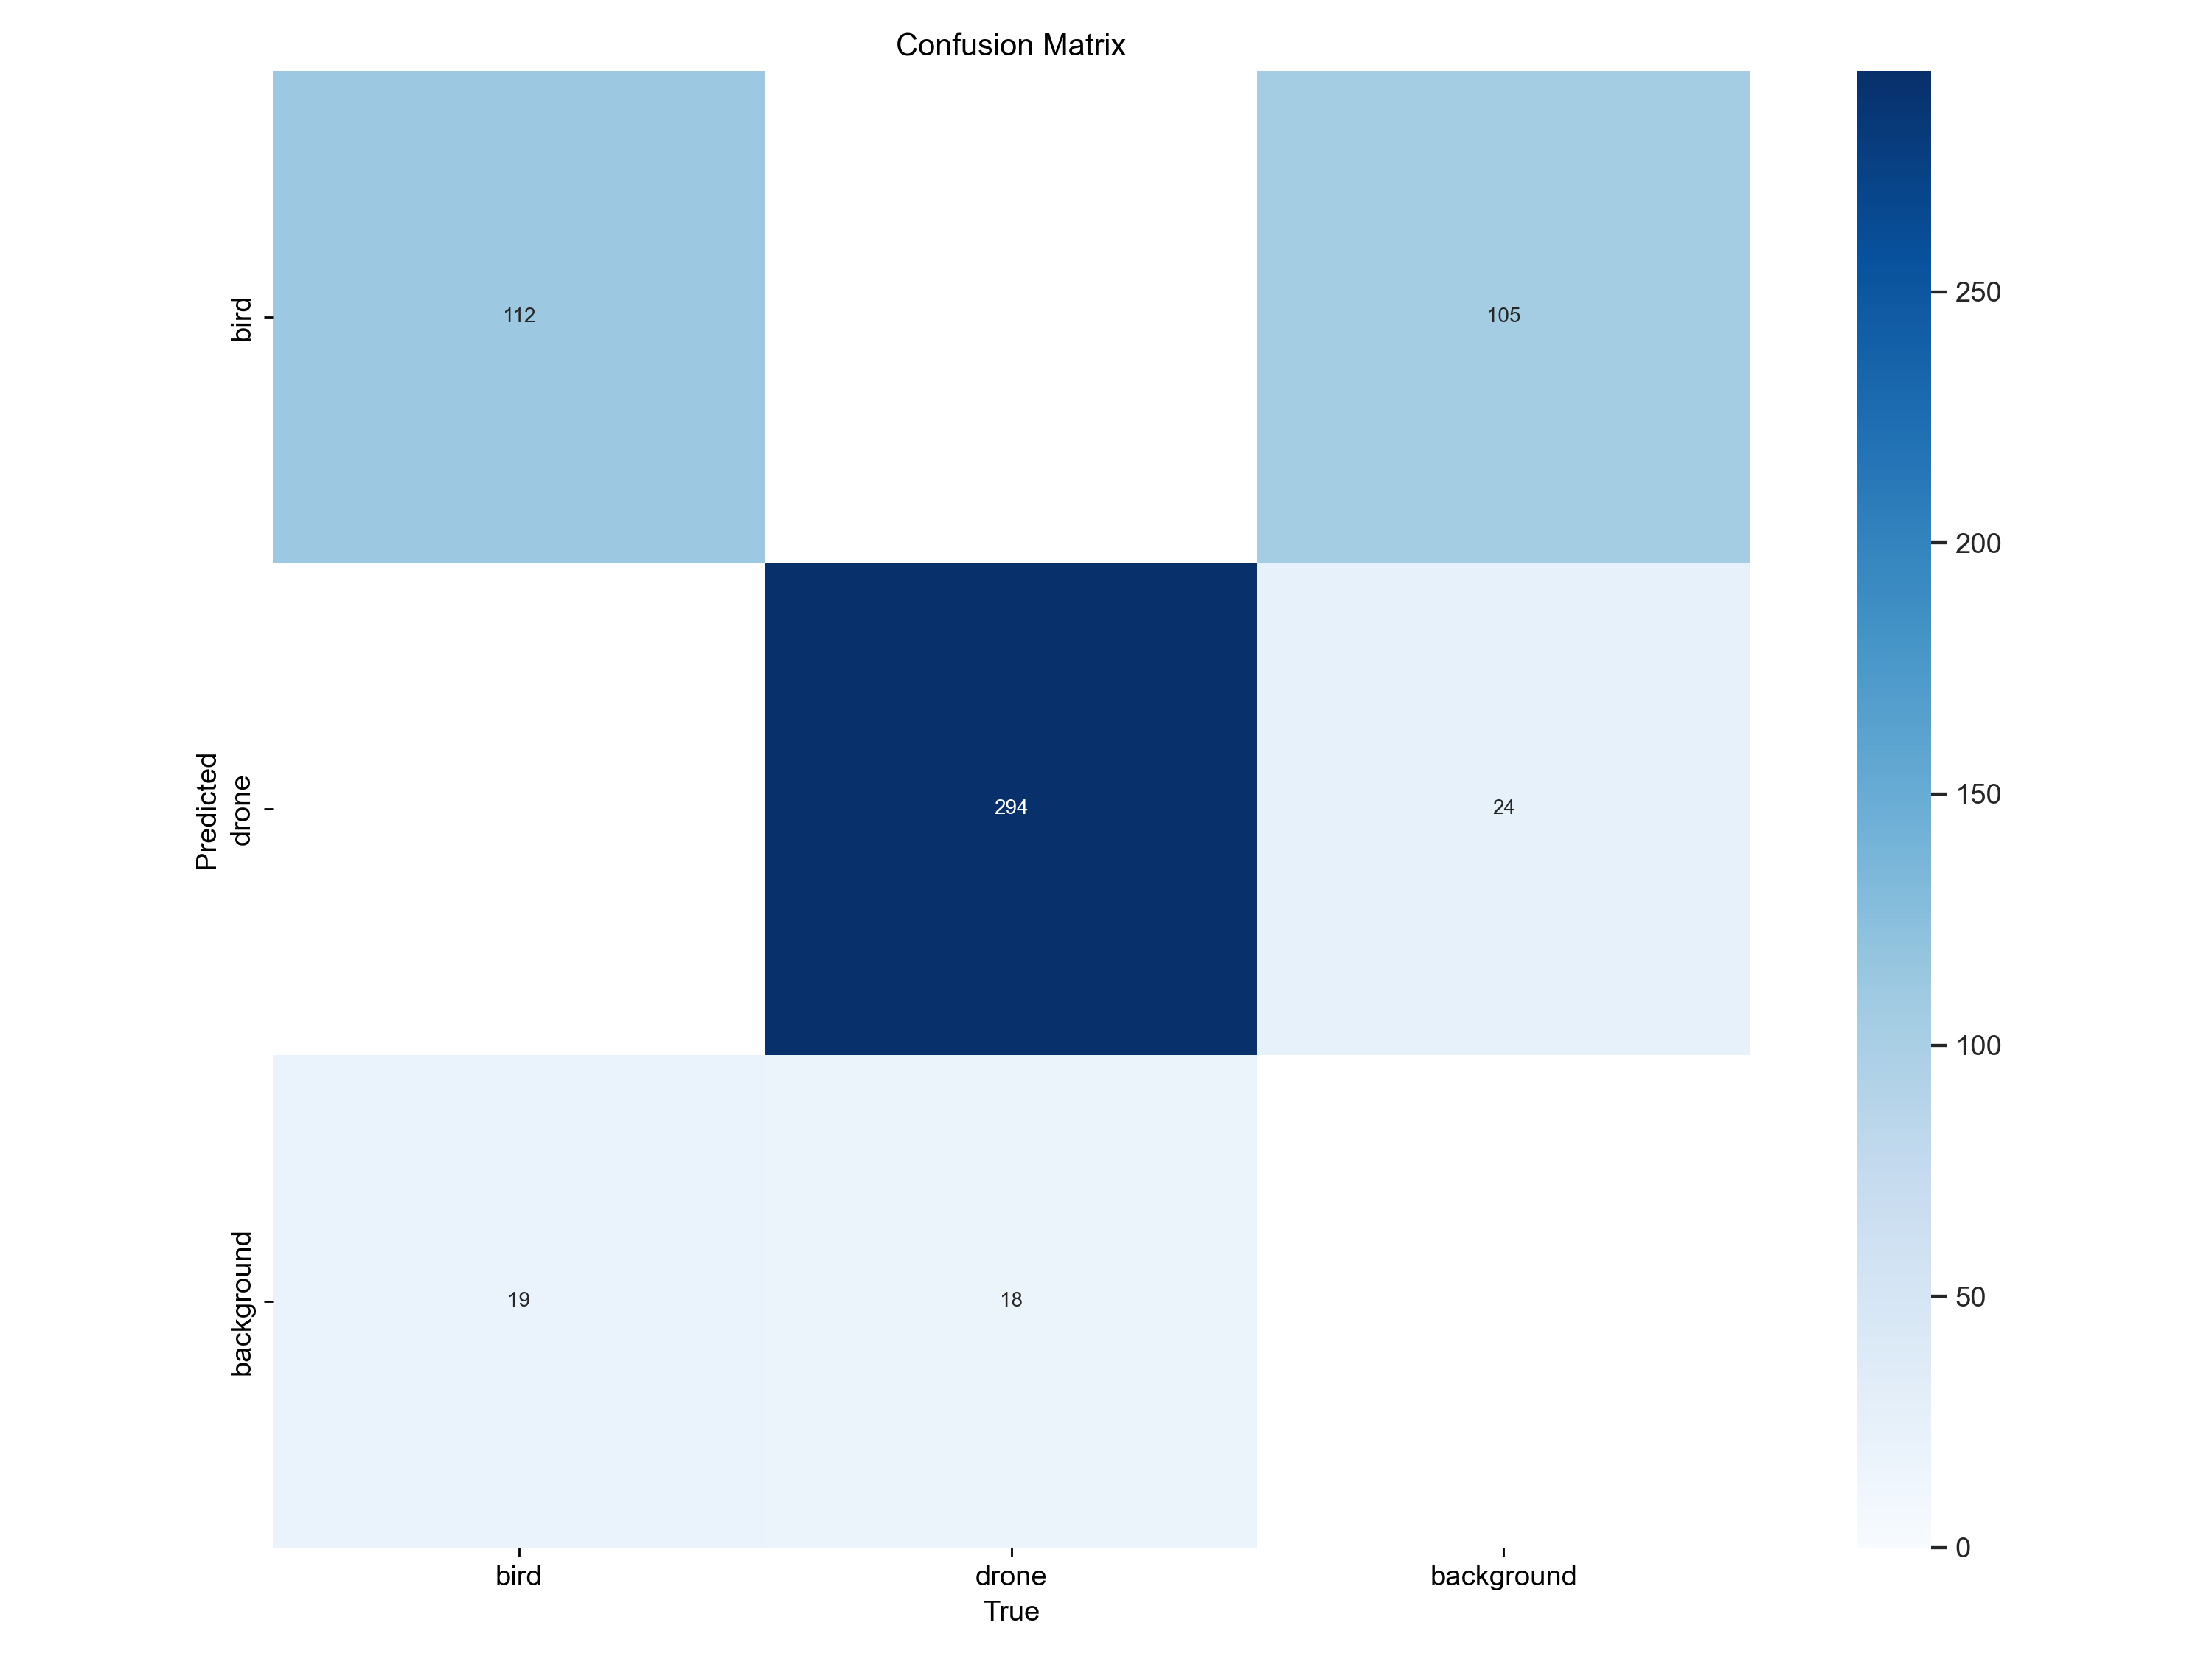 Confusion Matrix
bird
112
105
250
200
Predicted
drone
294
24
150
100
background
19
18
50
0
bird
drone
background
True